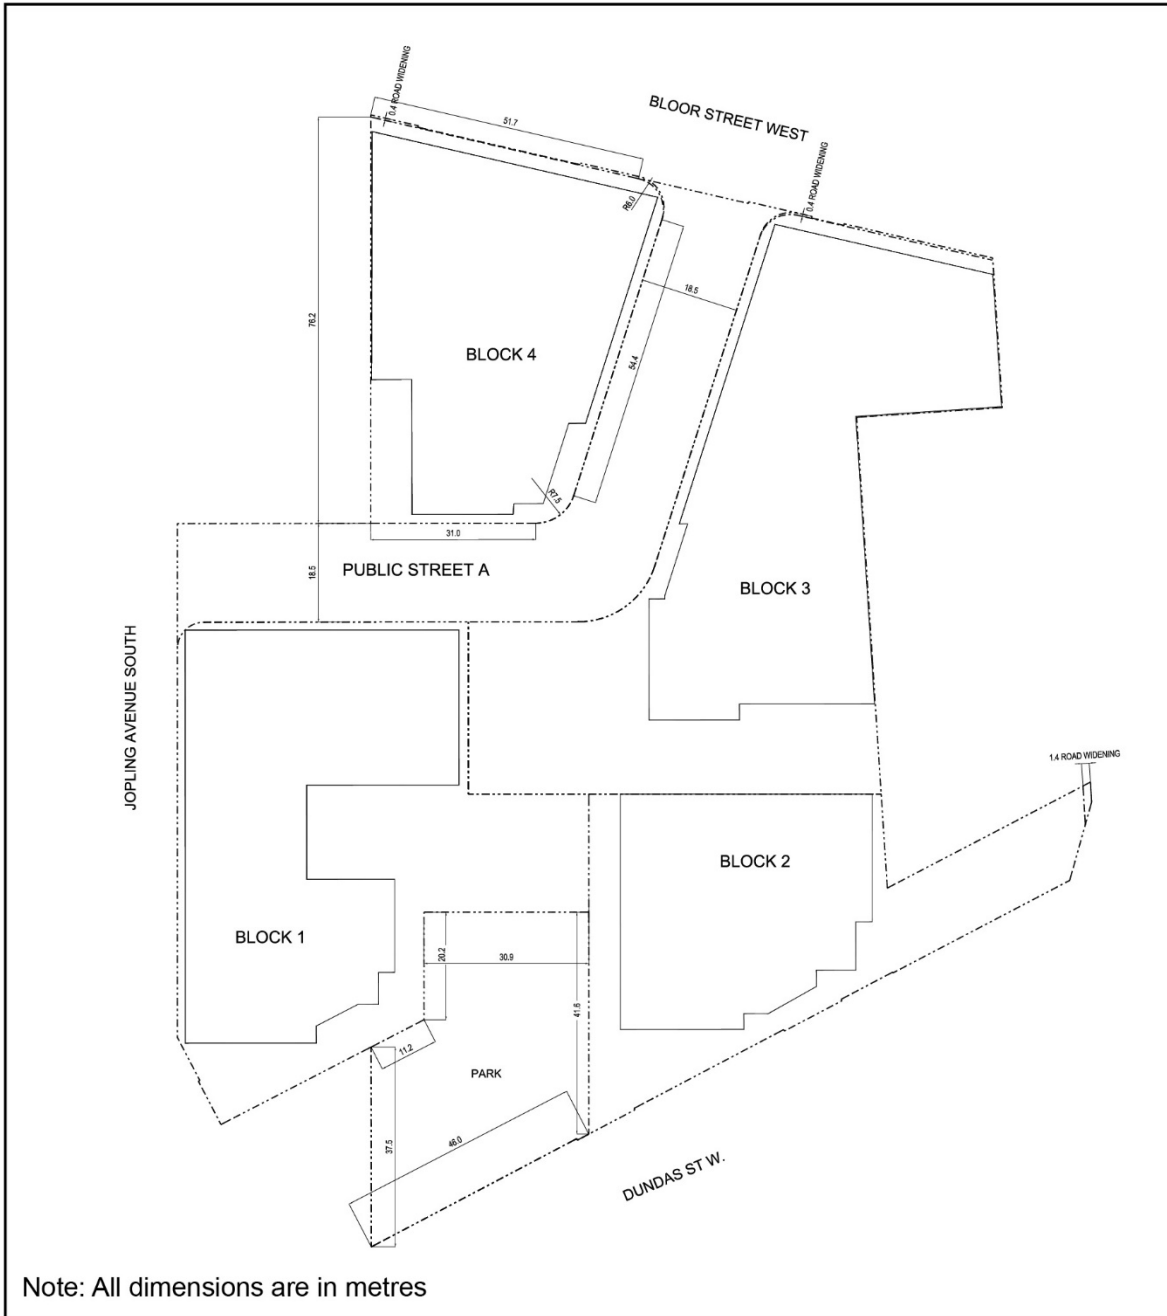 0.4 ROAD WIDENING
BLOOR STREET WEST
51.7
0.4 ROAD WIDENING
R6.0
18.5
76.2
BLOCK 4
54.4
R7.5
31.0
PUBLIC STREET A
18.5
BLOCK 3
JOPLING AVENUE SOUTH
1.4 ROAD WIDENING
BLOCK 2
BLOCK 1
20.2
30.9
41.6
11.2
PARK
37.5
46.0
DUNDAS ST W.
Note: All dimensions are in metres